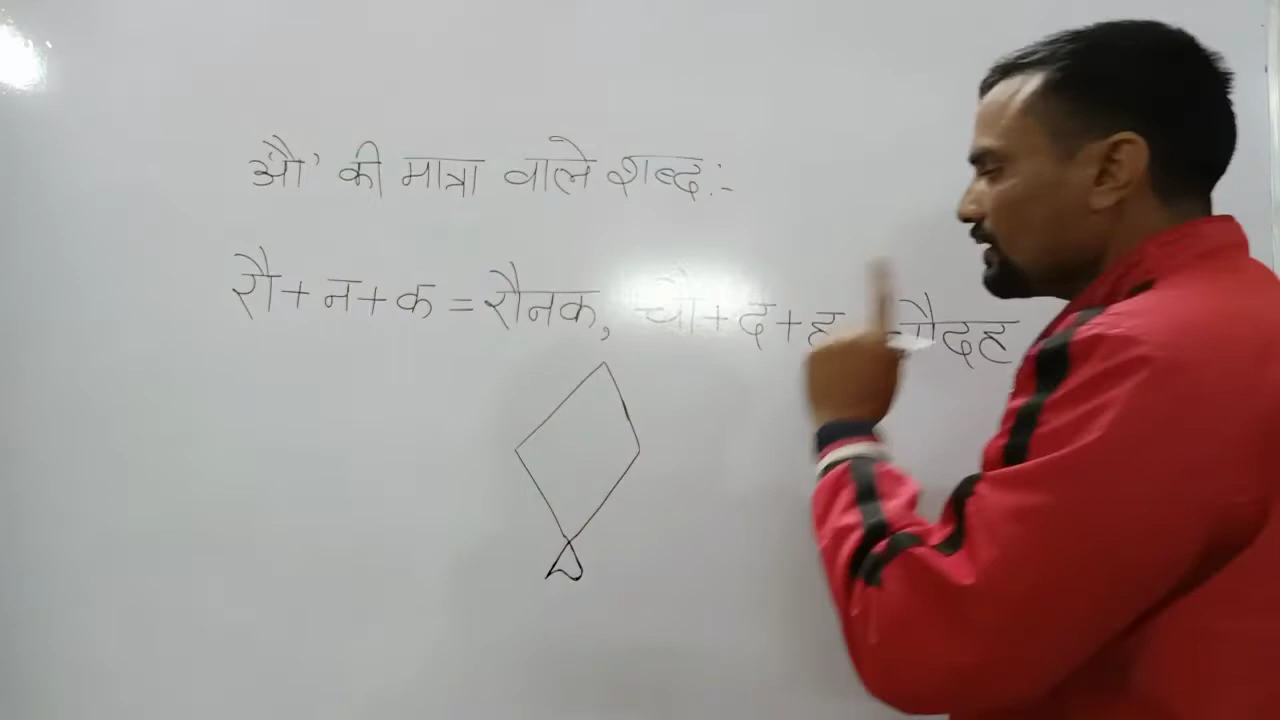 'औ' की मात्रा वाले शब्द:-
रौ+न+क = रौनक, चौ+द+ह चौदह